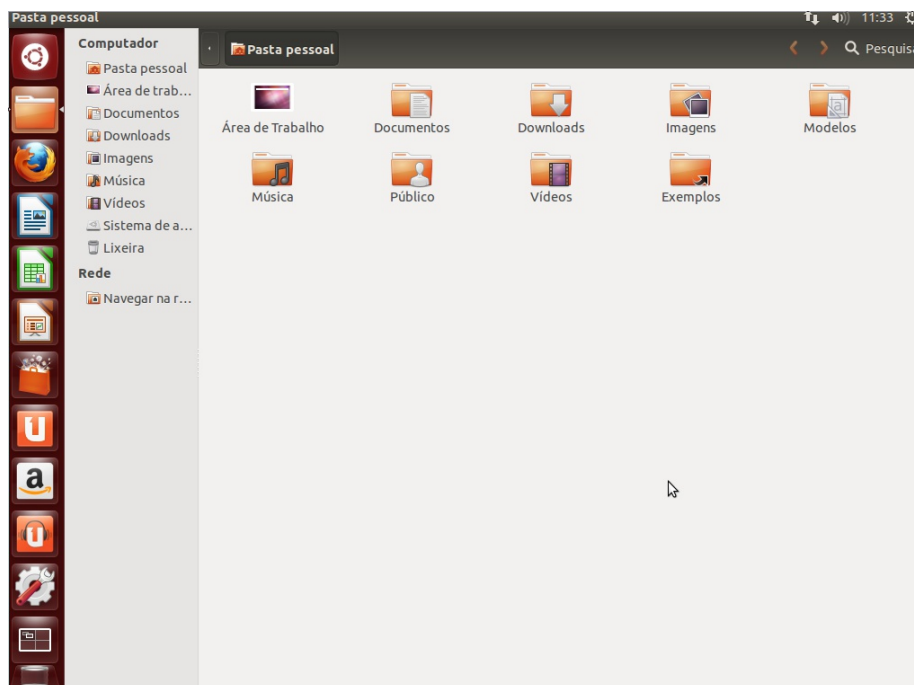 Pasta pessoal
11:33
Computador
Pasta pessoal
Área de trab...
Documentos
Downloads
Imagens
Música
Vídeos
Sistema de a...
Lixeira
Rede
Navegar na r...
Pasta pessoal
Pesquisa
Área de Trabalho
Documentos
Downloads
Imagens
Modelos
Música
Público
Vídeos
Exemplos
a